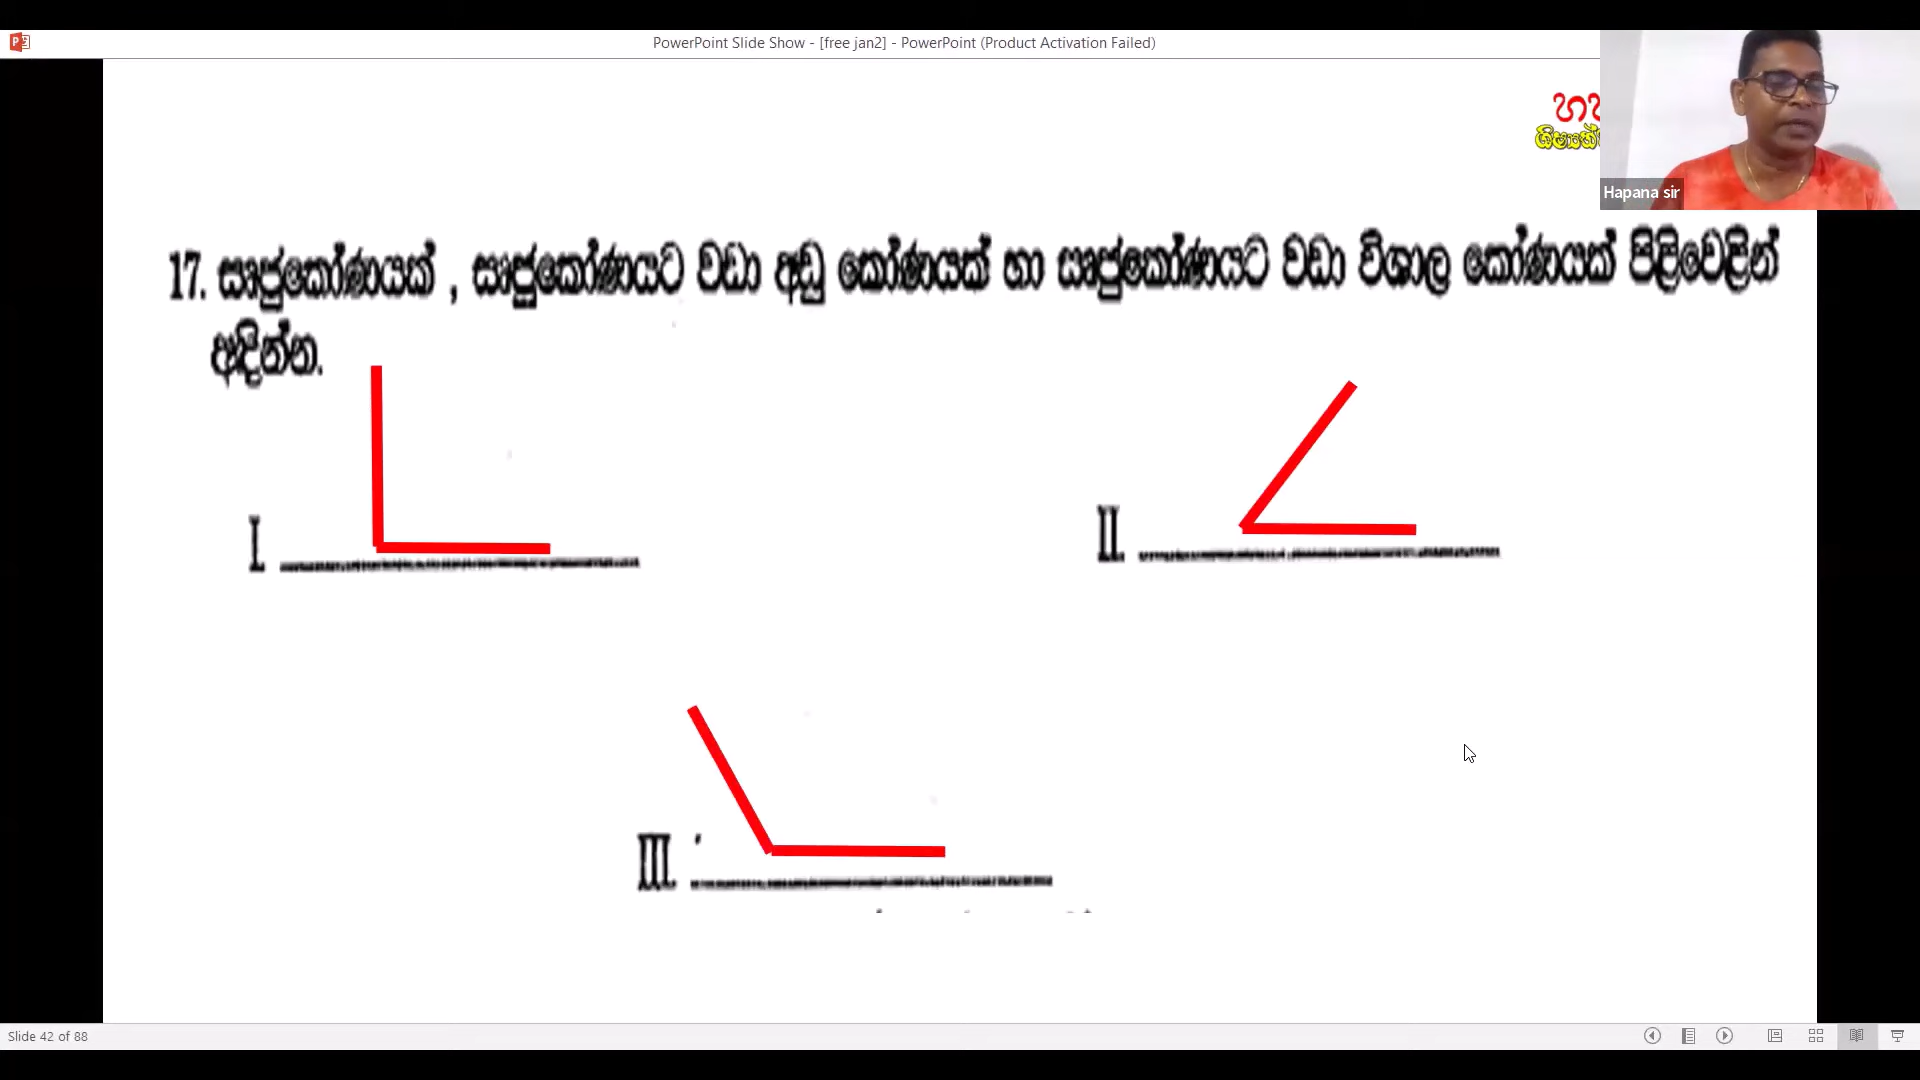 PowerPoint Slide Show - [free jan2] - PowerPoint (Product Activation Failed)
Hapana sir
17. සෘජුකෝණයක් , සෘජුකෝණයට වඩා අඩු කෝණයක් හා සෘජුකෝණයට වඩා විශාල කෝණයක් පිළිවෙළින්
අඳින්න.
I
II
III
Slide 42 of 88